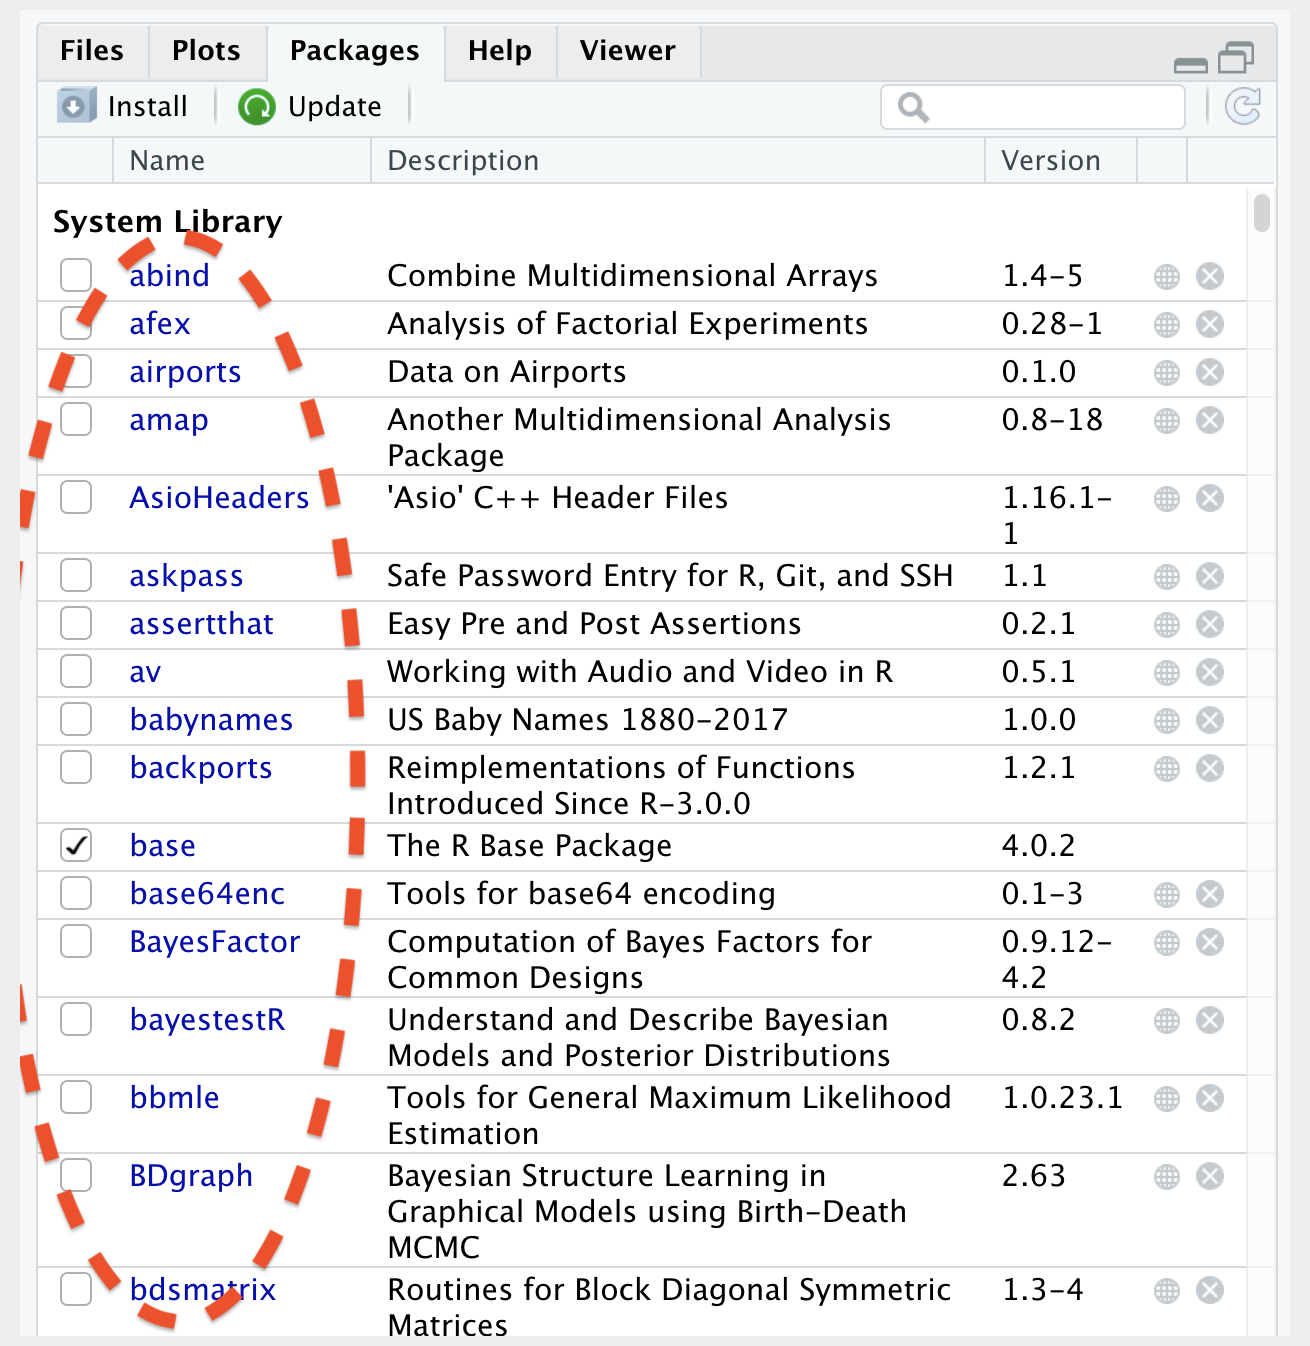 Files Plots Packages Help Viewer
Install Update
Name Description Version
System Library
abind Combine Multidimensional Arrays 1.4-5
afex Analysis of Factorial Experiments 0.28-1
airports Data on Airports 0.1.0
amap Another Multidimensional Analysis 0.8-18
Package
AsioHeaders 'Asio' C++ Header Files 1.16.1-
1
askpass Safe Password Entry for R, Git, and SSH 1.1
assertthat Easy Pre and Post Assertions 0.2.1
av Working with Audio and Video in R 0.5.1
babynames US Baby Names 1880-2017 1.0.0
backports Reimplementations of Functions 1.2.1
Introduced Since R-3.0.0
base The R Base Package 4.0.2
base64enc Tools for base64 encoding 0.1-3
BayesFactor Computation of Bayes Factors for 0.9.12-
Common Designs 4.2
bayestestR Understand and Describe Bayesian 0.8.2
Models and Posterior Distributions
bbmle Tools for General Maximum Likelihood 1.0.23.1
Estimation
BDgraph Bayesian Structure Learning in 2.63
Graphical Models using Birth-Death
MCMC
bdsmatrix Routines for Block Diagonal Symmetric 1.3-4
Matrices